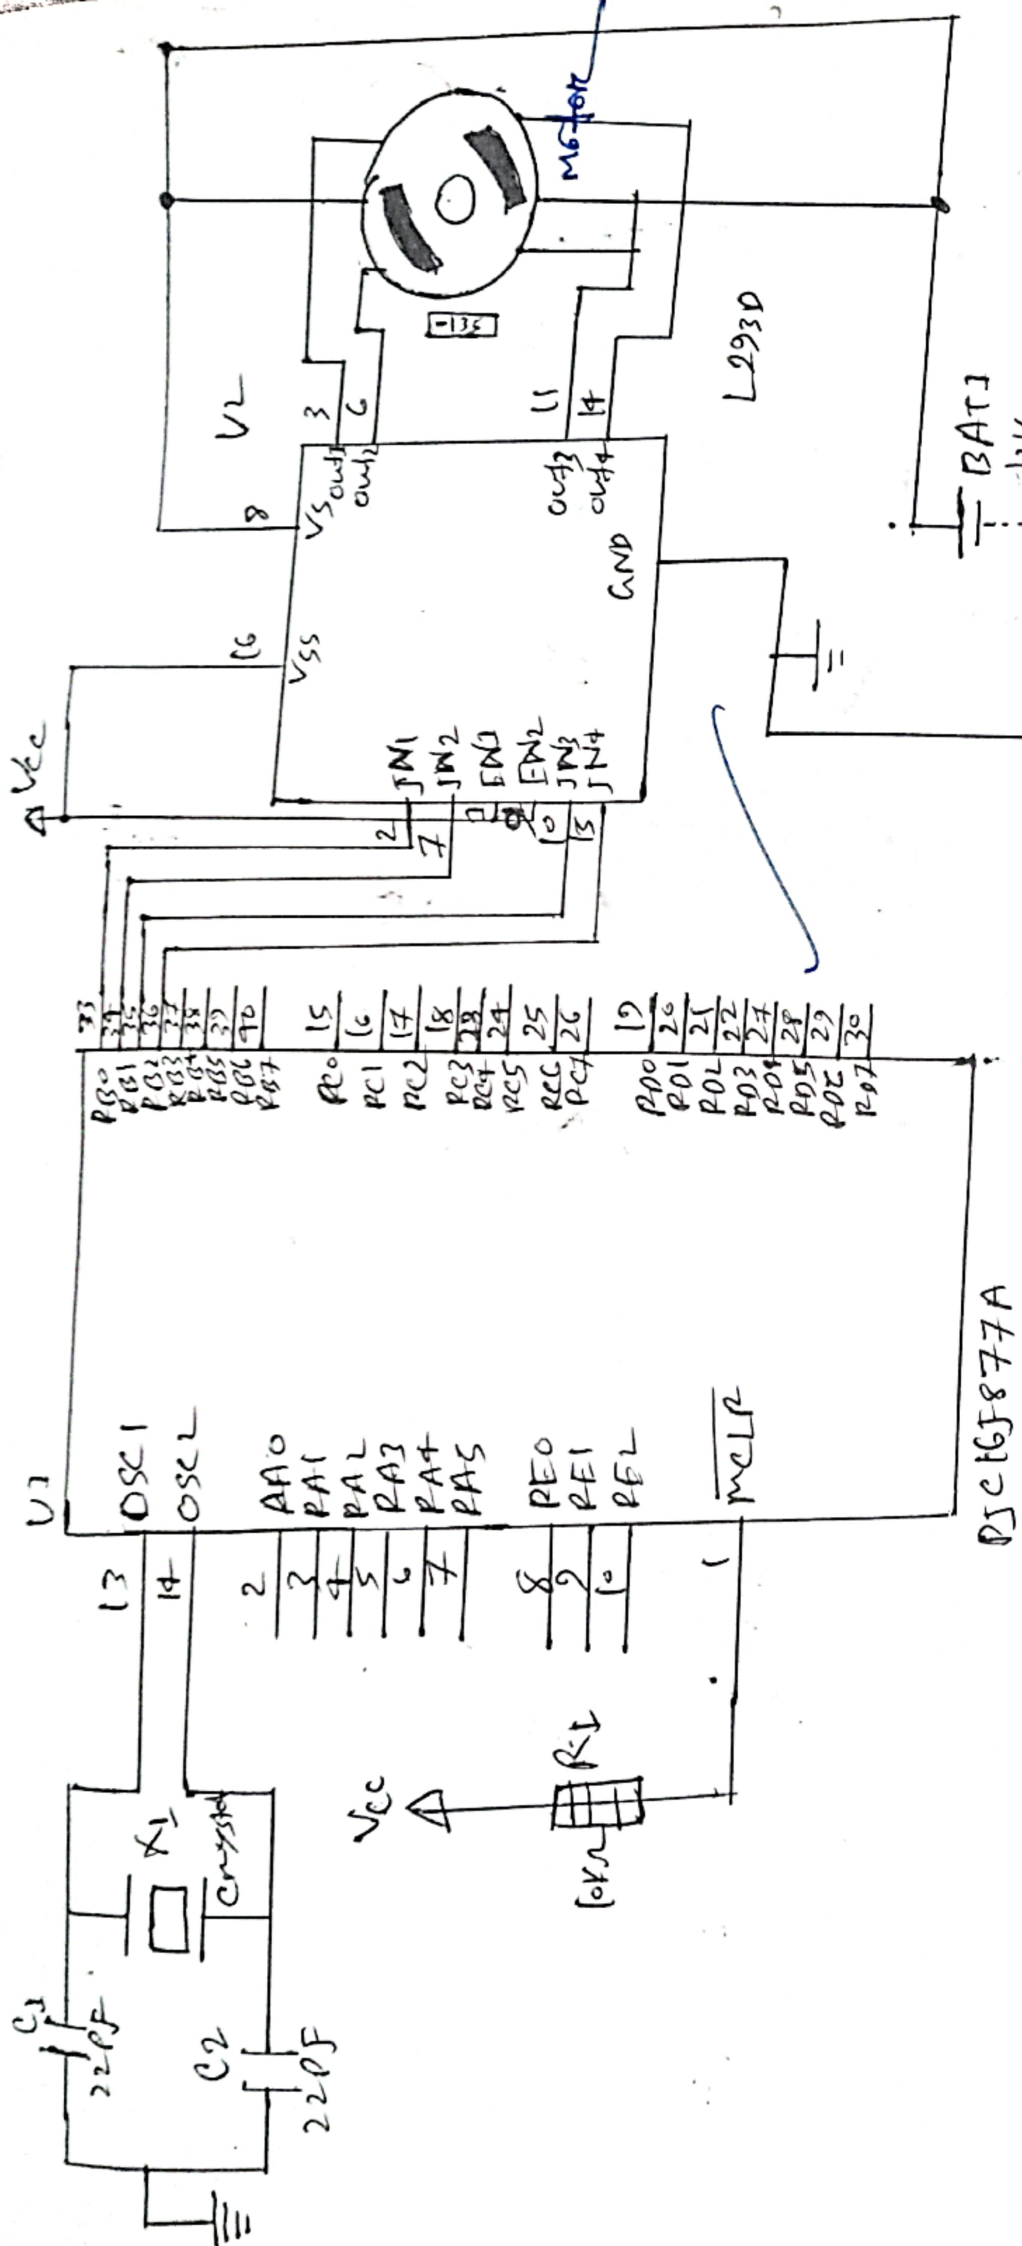 C1
22PF
C2
22PF
X1
Crystal
Vcc
10KΩ
R1
U1
13
14
2
3
4
5
6
7
8
9
10
1
OSC1
OSC2
RA0
RA1
RA2
RA3
RA4
RA5
RE0
RE1
RE2
MCLR
PIC16F877A
RB0
RB1
RB2
RB3
RB4
RB5
RB6
RB7
RC0
RC1
RC2
RC3
RC4
RC5
RC6
RC7
RD0
RD1
RD2
RD3
RD4
RD5
RD6
RD7
33
34
35
36
37
38
39
40
15
16
17
18
23
24
25
26
19
20
21
22
27
28
29
30
Vcc
2
7
10
15
IN1
IN2
EN1
EN2
IN3
IN4
16
VSS
8
VS
GND
OUT1
OUT2
OUT3
OUT4
U2
3
6
11
14
L293D
-135
Motor
BAT1